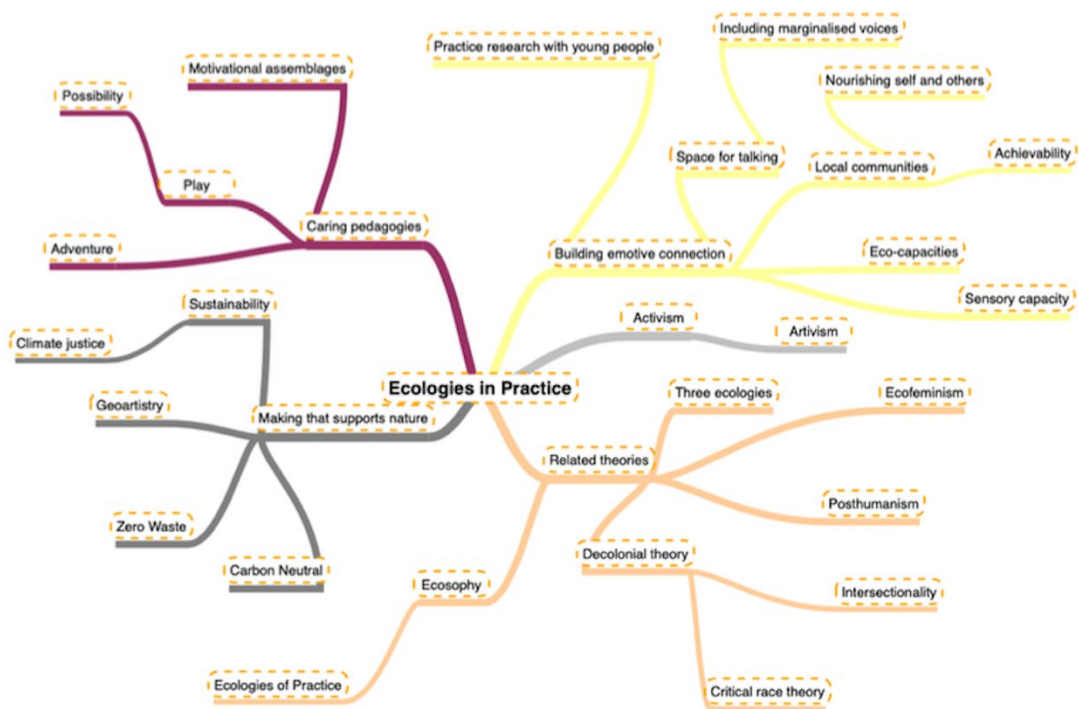 Including marginalised voices
Practice research with young people
Motivational assemblages
Nourishing self and others
Possibility
Space for talking
Achievability
Local communities
Play
Caring pedagogies
Adventure
Building emotive connection
Eco-capacities
Sustainability
Sensory capacity
Activism
Artivism
Climate justice
Ecologies in Practice
Three ecologies
Ecofeminism
Geoartistry
Making that supports nature
Related theories
Posthumanism
Zero Waste
Decolonial theory
Carbon Neutral
Ecosophy
Intersectionality
Ecologies of Practice
Critical race theory